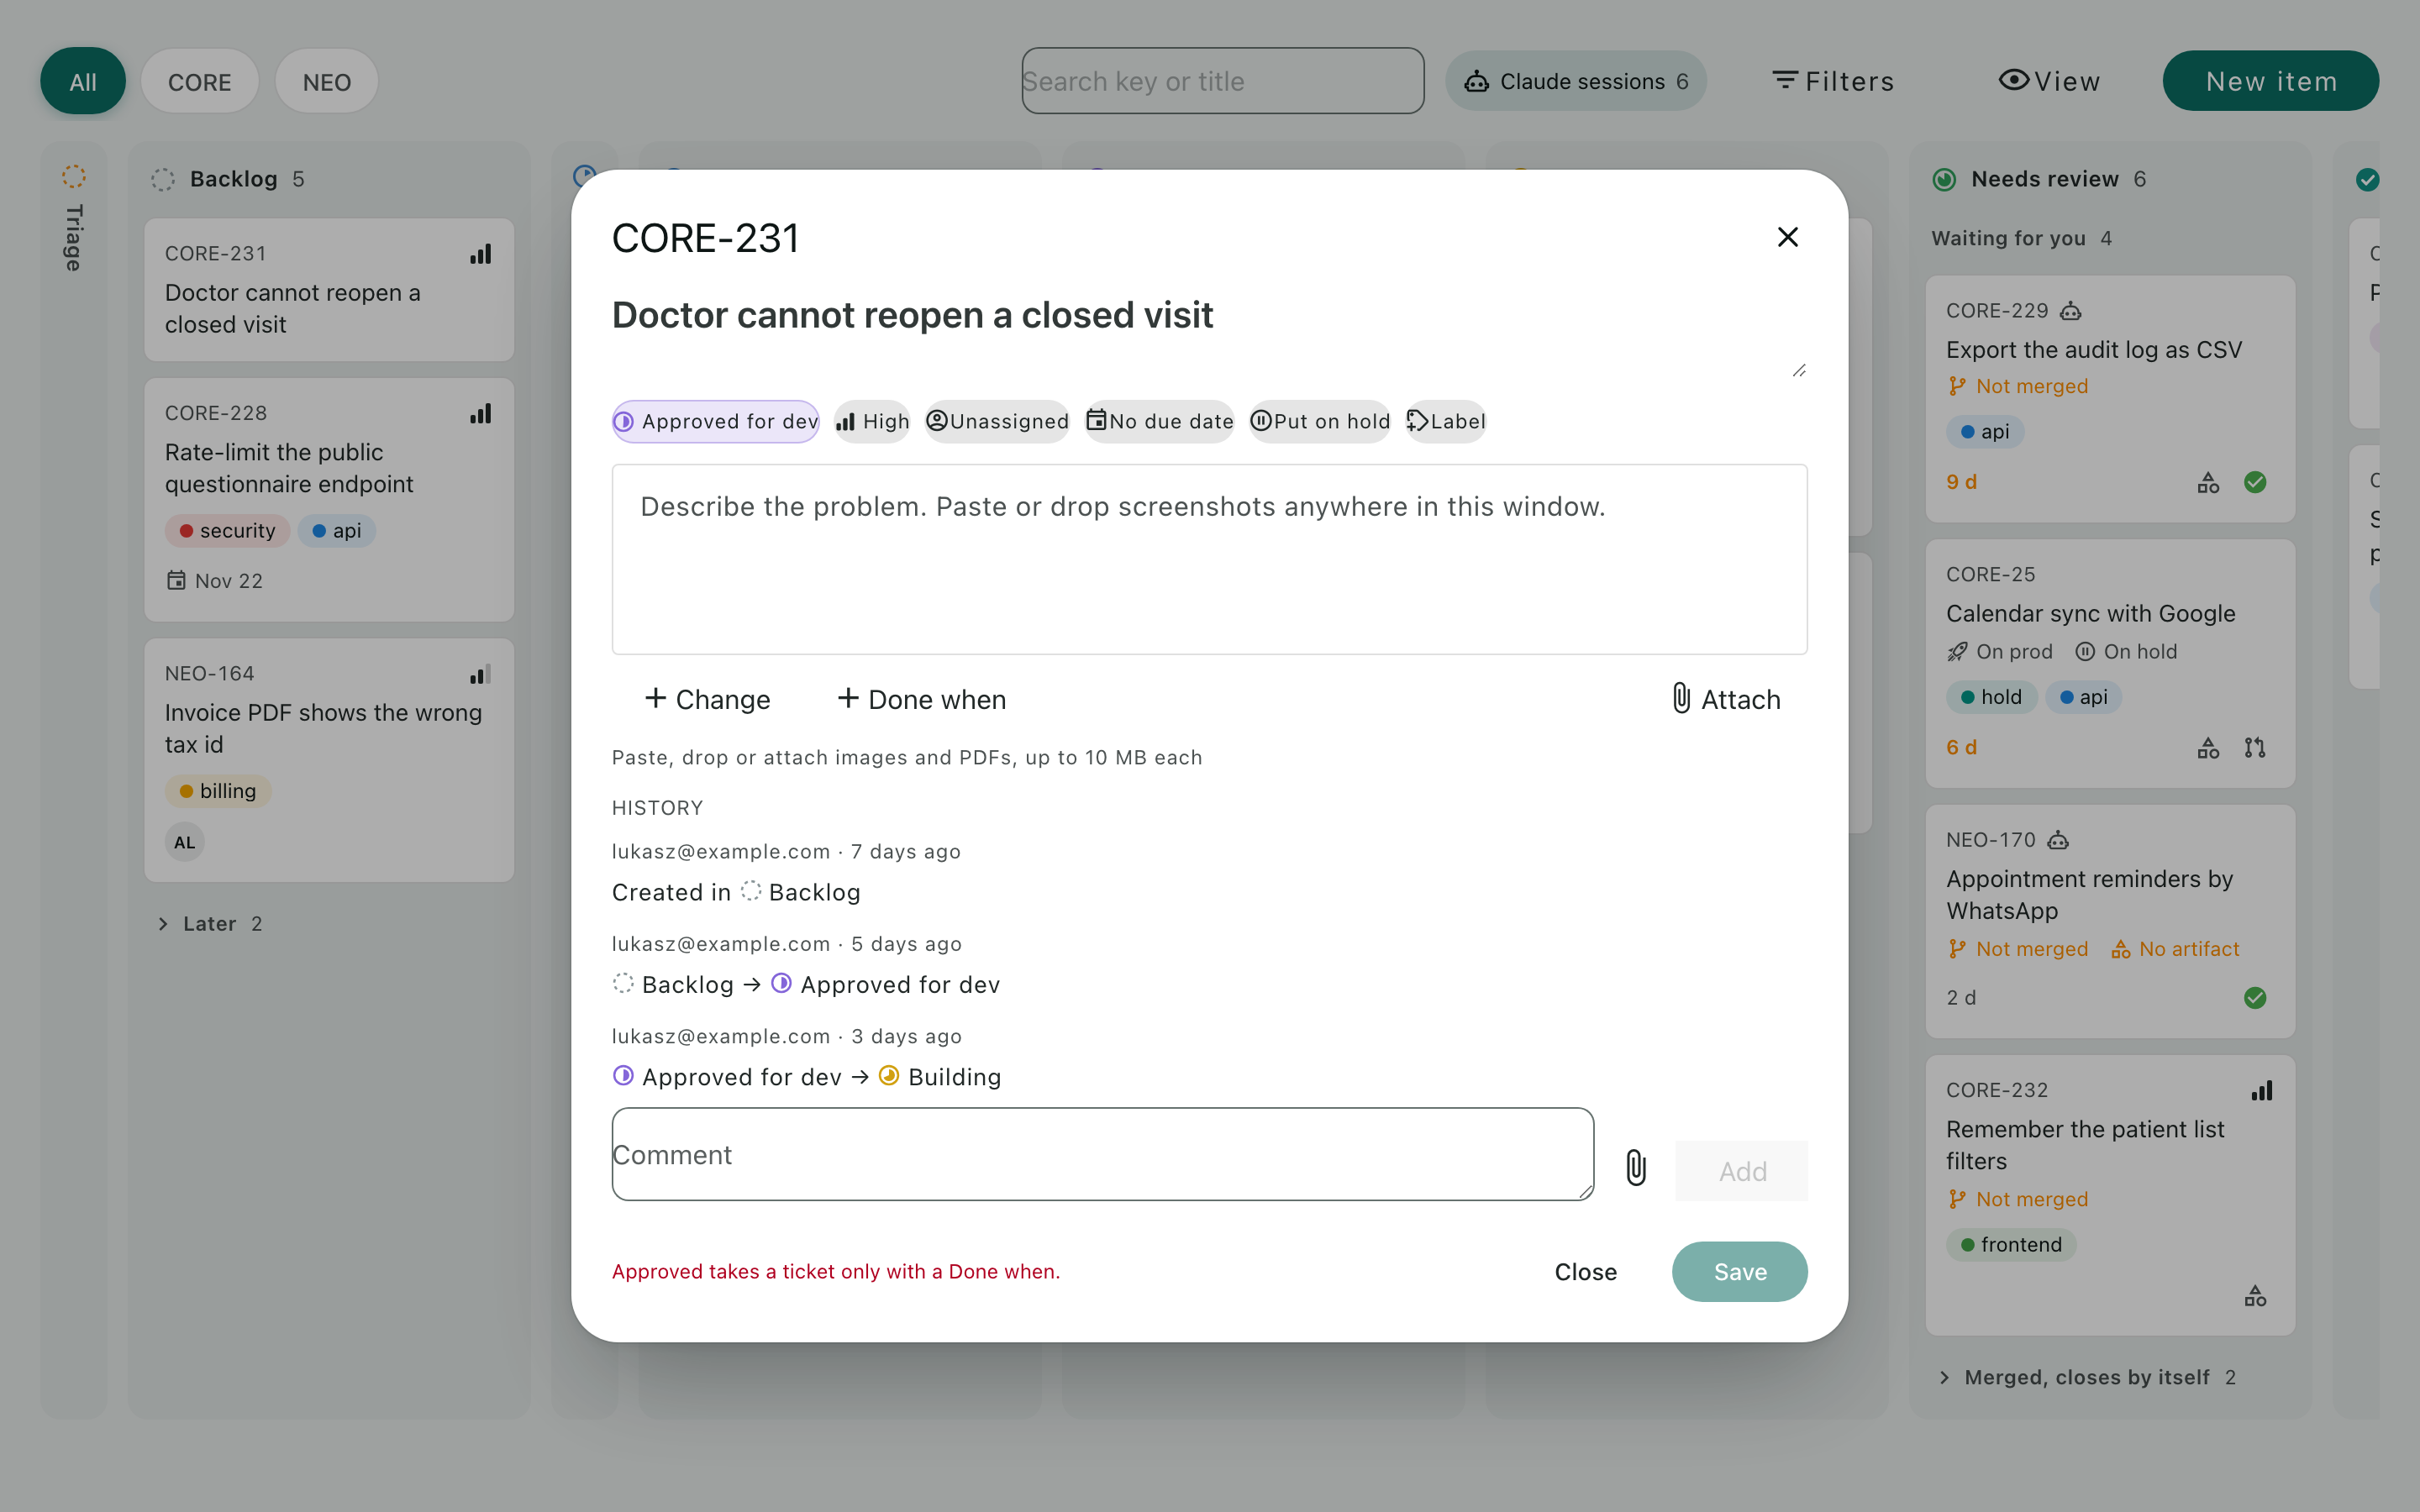 All
CORE
NEO
Search key or title
Claude sessions 6
Filters
View
New item
Triage
Backlog 5
CORE-231
Doctor cannot reopen a
closed visit
CORE-228
Rate-limit the public
questionnaire endpoint
security
api
Nov 22
NEO-164
Invoice PDF shows the wrong
tax id
billing
AL
Later 2
CORE-231
Doctor cannot reopen a closed visit
Approved for dev
High
Unassigned
No due date
Put on hold
Label
Describe the problem. Paste or drop screenshots anywhere in this window.
Change
Done when
Attach
Paste, drop or attach images and PDFs, up to 10 MB each
HISTORY
lukasz@example.com · 7 days ago
Created in Backlog
lukasz@example.com · 5 days ago
Backlog → Approved for dev
lukasz@example.com · 3 days ago
Approved for dev → Building
Comment
Add
Approved takes a ticket only with a Done when.
Close
Save
Needs review 6
Waiting for you 4
CORE-229
Export the audit log as CSV
Not merged
api
9 d
CORE-25
Calendar sync with Google
On prod
On hold
hold
api
6 d
NEO-170
Appointment reminders by
WhatsApp
Not merged
No artifact
2 d
CORE-232
Remember the patient list
filters
Not merged
frontend
Merged, closes by itself 2